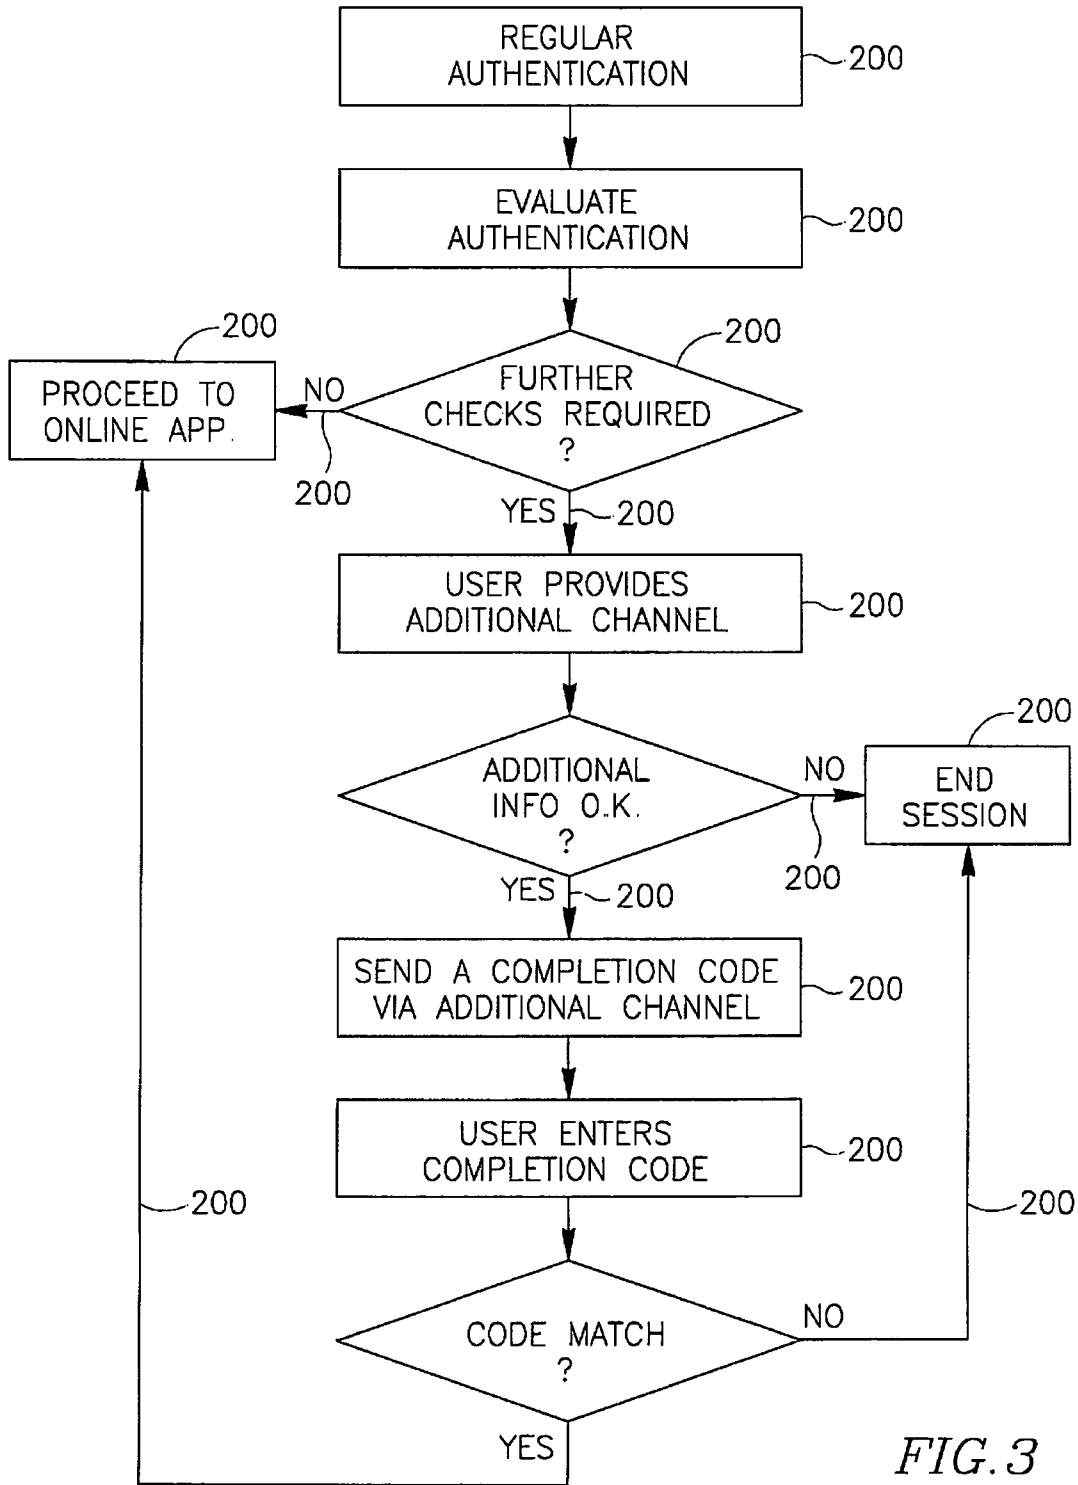 REGULAR
AUTHENTICATION
200
EVALUATE
AUTHENTICATION
200
200
200
PROCEED TO
ONLINE APP.
NO
200
FURTHER
CHECKS REQUIRED
?
YES
200
USER PROVIDES
ADDITIONAL CHANNEL
200
ADDITIONAL
INFO O.K.
?
NO
200
200
END
SESSION
YES
200
SEND A COMPLETION CODE
VIA ADDITIONAL CHANNEL
200
USER ENTERS
COMPLETION CODE
200
200
200
CODE MATCH
?
NO
YES
FIG. 3